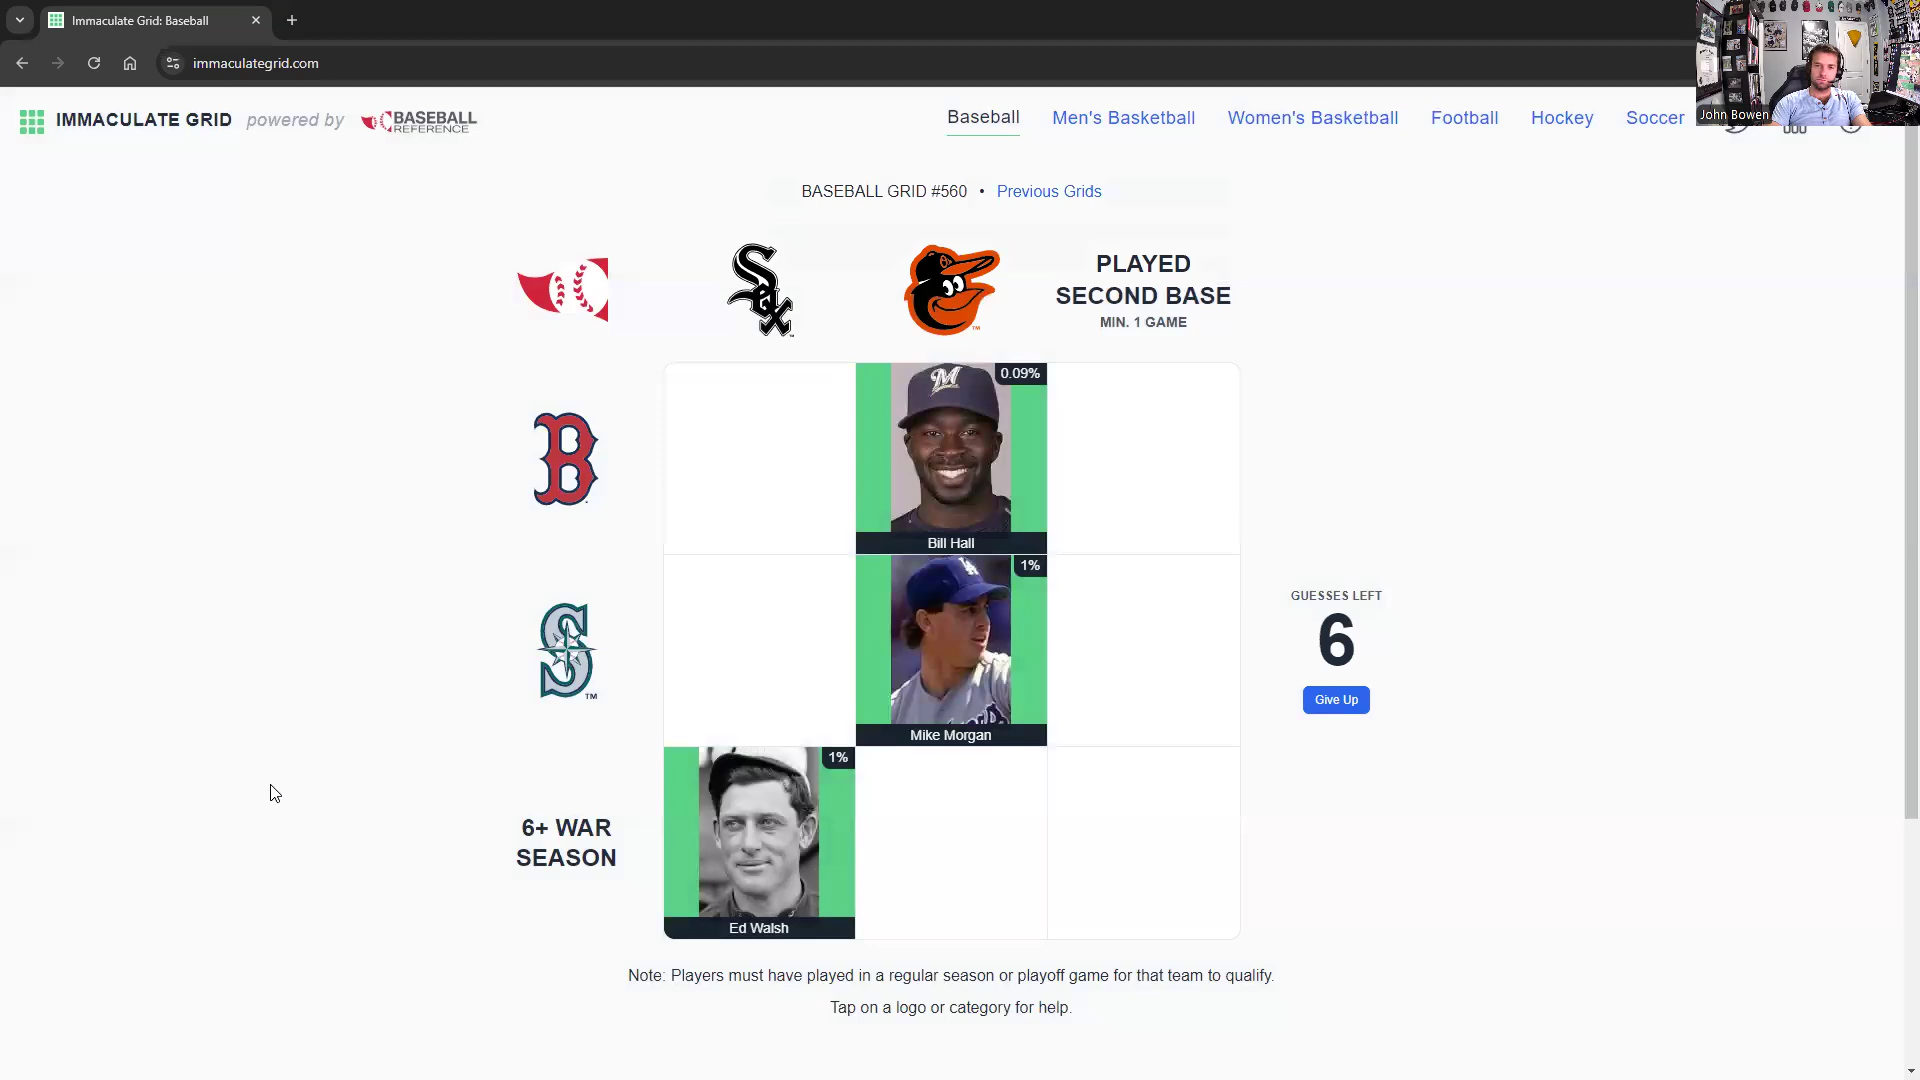 Immaculate Grid: Baseball
immaculategrid.com
John Bowen
IMMACULATE GRID powered by BASEBALL REFERENCE
Baseball Men's Basketball Women's Basketball Football Hockey Soccer
BASEBALL GRID #560 • Previous Grids
Sox
PLAYED
SECOND BASE
MIN. 1 GAME
B
0.09%
Bill Hall
S
TM
1%
Mike Morgan
GUESSES LEFT
6
Give Up
6+ WAR
SEASON
1%
Ed Walsh
Note: Players must have played in a regular season or playoff game for that team to qualify.
Tap on a logo or category for help.